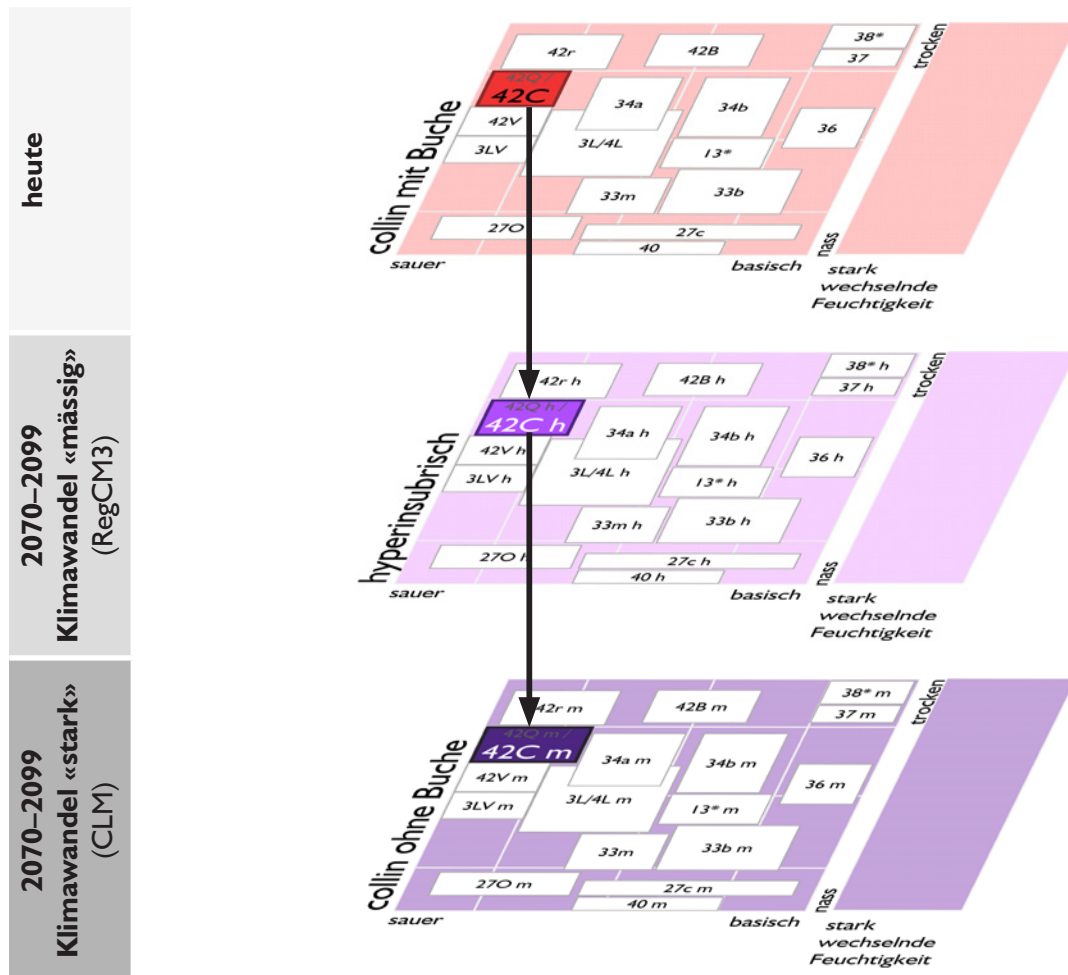 heute
collin mit Buche
42r
42B
38*
37
trocken
42Q /
42C
34a
34b
42V
3L/4L
36
3LV
13*
33m
33b
27O
27c
40
nass
sauer
basisch
stark
wechselnde
Feuchtigkeit
2070–2099
Klimawandel «mässig»
(RegCM3)
hyperinsubrisch
42r h
42B h
38* h
37 h
trocken
42Q h /
42C h
34a h
34b h
42V h
3L/4L h
36 h
3LV h
13* h
33m h
33b h
27O h
27c h
40 h
nass
sauer
basisch
stark
wechselnde
Feuchtigkeit
2070–2099
Klimawandel «stark»
(CLM)
collin ohne Buche
42r m
42B m
38* m
37 m
trocken
42Q m /
42C m
34a m
34b m
42V m
3L/4L m
36 m
3LV m
13* m
33m
33b m
27O m
27c m
40 m
nass
sauer
basisch
stark
wechselnde
Feuchtigkeit